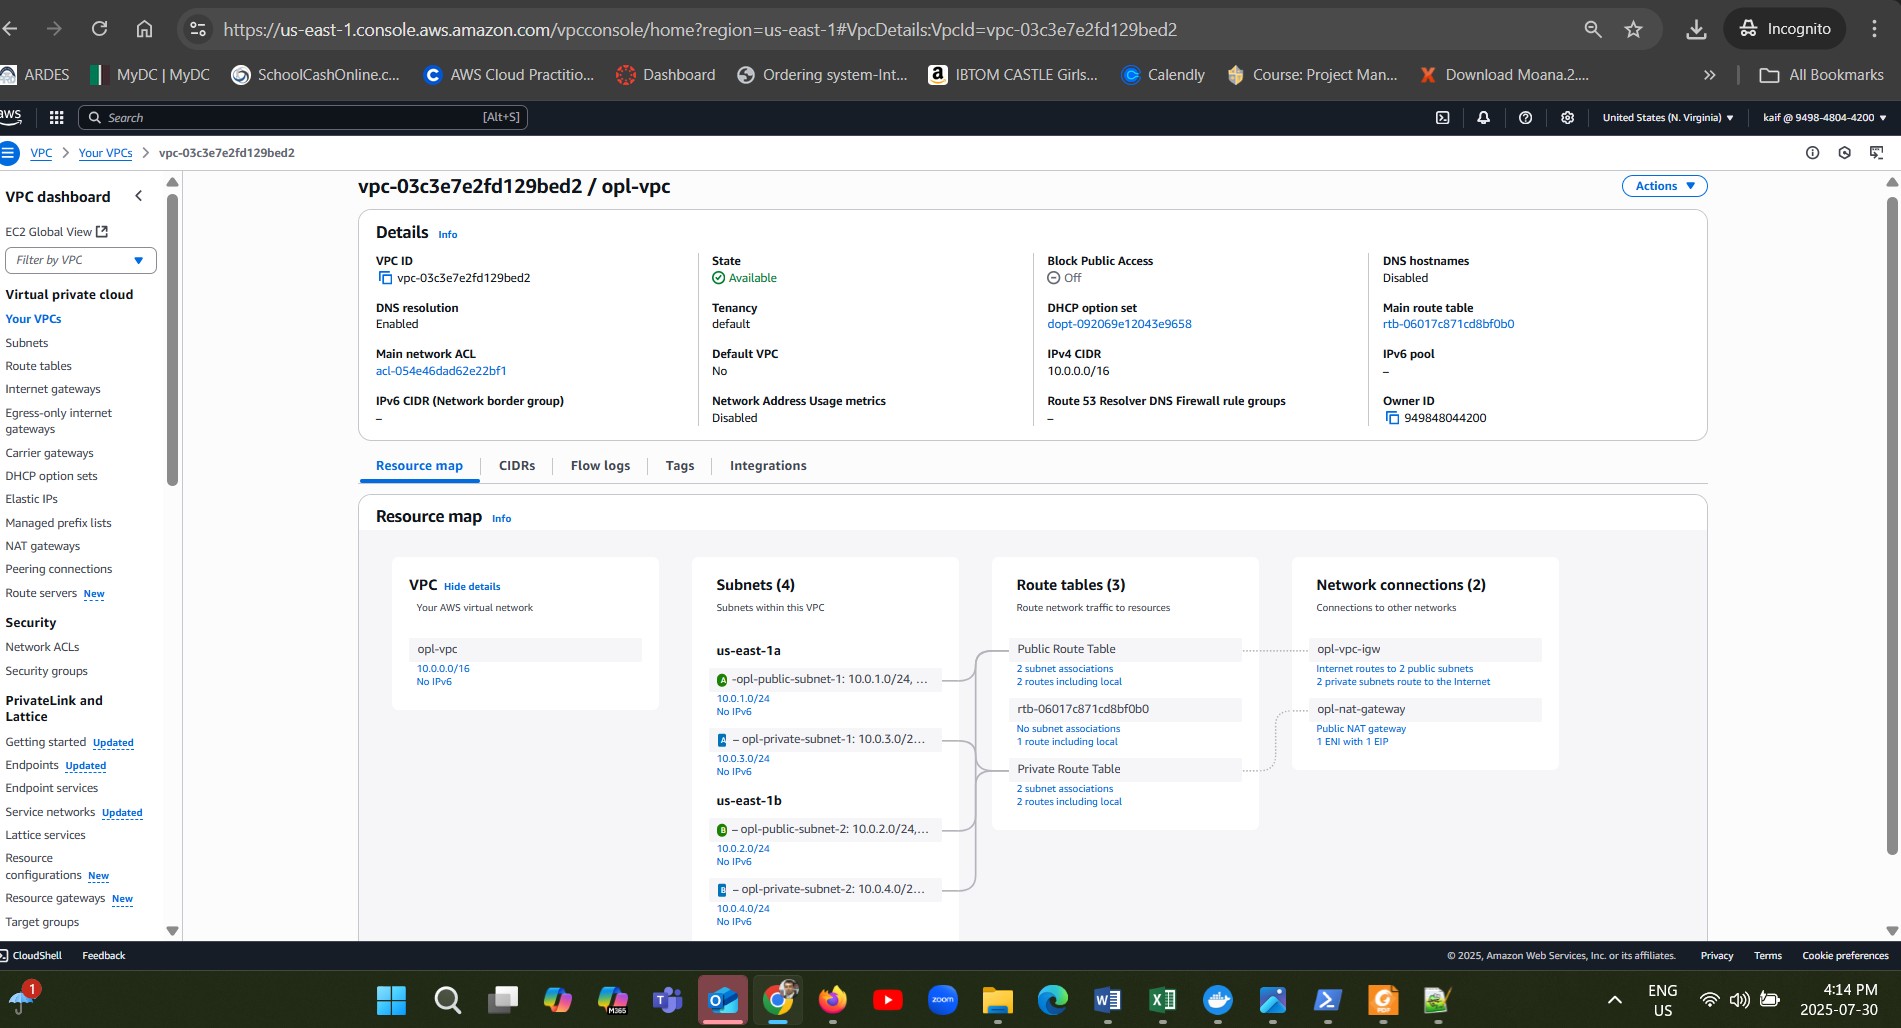 https://us-east-1.console.aws.amazon.com/vpcconsole/home?region=us-east-1#VpcDetails:VpcId=vpc-03c3e7e2fd129bed2
Incognito
ARDES
MyDC | MyDC
SchoolCashOnline.c...
AWS Cloud Practitio...
Dashboard
Ordering system-Int...
IBTOM CASTLE Girls...
Calendly
Course: Project Man...
Download Moana.2....
All Bookmarks
aws
Search
[Alt+S]
United States (N. Virginia)
kaif @ 9498-4804-4200
VPC
Your VPCs
vpc-03c3e7e2fd129bed2
VPC dashboard
EC2 Global View
Filter by VPC
Virtual private cloud
Your VPCs
Subnets
Route tables
Internet gateways
Egress-only internet
gateways
Carrier gateways
DHCP option sets
Elastic IPs
Managed prefix lists
NAT gateways
Peering connections
Route servers New
Security
Network ACLs
Security groups
PrivateLink and
Lattice
Getting started Updated
Endpoints Updated
Endpoint services
Service networks Updated
Lattice services
Resource
configurations New
Resource gateways New
Target groups
vpc-03c3e7e2fd129bed2 / opl-vpc
Actions
Details Info
VPC ID
vpc-03c3e7e2fd129bed2
State
Available
Block Public Access
Off
DNS hostnames
Disabled
DNS resolution
Enabled
Tenancy
default
DHCP option set
dopt-092069e12043e9658
Main route table
rtb-06017c871cd8bf0b0
Main network ACL
acl-054e46dad62e22bf1
Default VPC
No
IPv4 CIDR
10.0.0.0/16
IPv6 pool
–
IPv6 CIDR (Network border group)
–
Network Address Usage metrics
Disabled
Route 53 Resolver DNS Firewall rule groups
–
Owner ID
949848044200
Resource map
CIDRs
Flow logs
Tags
Integrations
Resource map Info
VPC Hide details
Your AWS virtual network
opl-vpc
10.0.0.0/16
No IPv6
Subnets (4)
Subnets within this VPC
us-east-1a
A -opl-public-subnet-1: 10.0.1.0/24, ...
10.0.1.0/24
No IPv6
A – opl-private-subnet-1: 10.0.3.0/2...
10.0.3.0/24
No IPv6
us-east-1b
B – opl-public-subnet-2: 10.0.2.0/24,...
10.0.2.0/24
No IPv6
B – opl-private-subnet-2: 10.0.4.0/2...
10.0.4.0/24
No IPv6
Route tables (3)
Route network traffic to resources
Public Route Table
2 subnet associations
2 routes including local
rtb-06017c871cd8bf0b0
No subnet associations
1 route including local
Private Route Table
2 subnet associations
2 routes including local
Network connections (2)
Connections to other networks
opl-vpc-igw
Internet routes to 2 public subnets
2 private subnets route to the Internet
opl-nat-gateway
Public NAT gateway
1 ENI with 1 EIP
CloudShell
Feedback
© 2025, Amazon Web Services, Inc. or its affiliates.
Privacy
Terms
Cookie preferences
1
M365
zoom
ENG
US
4:14 PM
2025-07-30